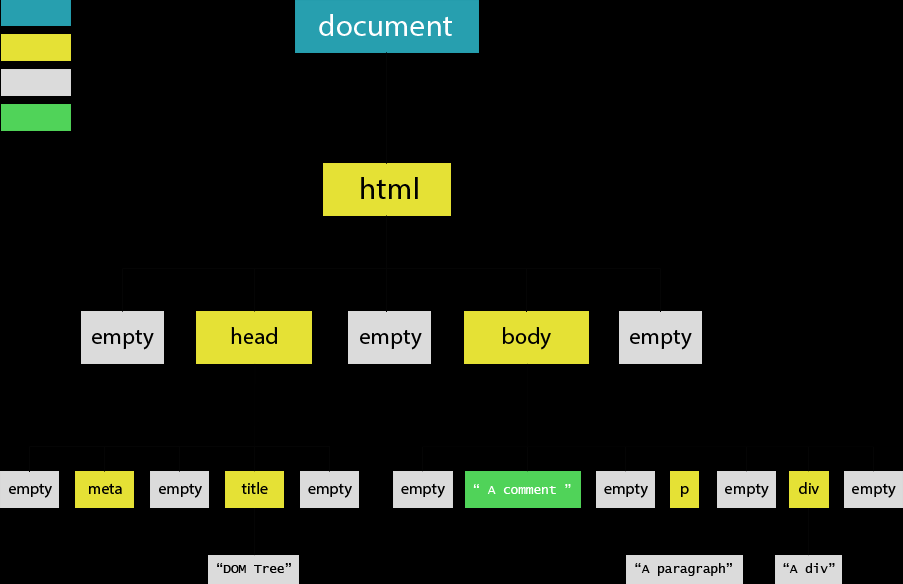 document
html
empty head empty body empty
empty meta empty title empty empty “ A comment ” empty p empty div empty
“DOM Tree” “A paragraph” “A div”